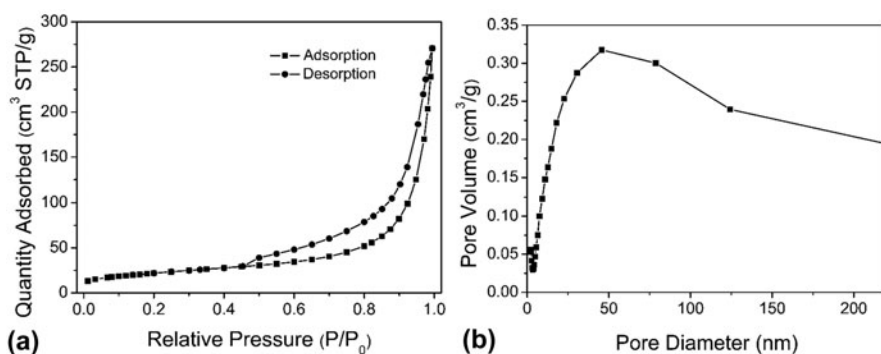 300
250
200
150
100
50
0
Quantity Adsorbed (cm³ STP/g)
Adsorption
Desorption
0.0 0.2 0.4 0.6 0.8 1.0
Relative Pressure (P/P₀)
(a)
0.35
0.30
0.25
0.20
0.15
0.10
0.05
0.00
Pore Volume (cm³/g)
0 50 100 150 200
Pore Diameter (nm)
(b)